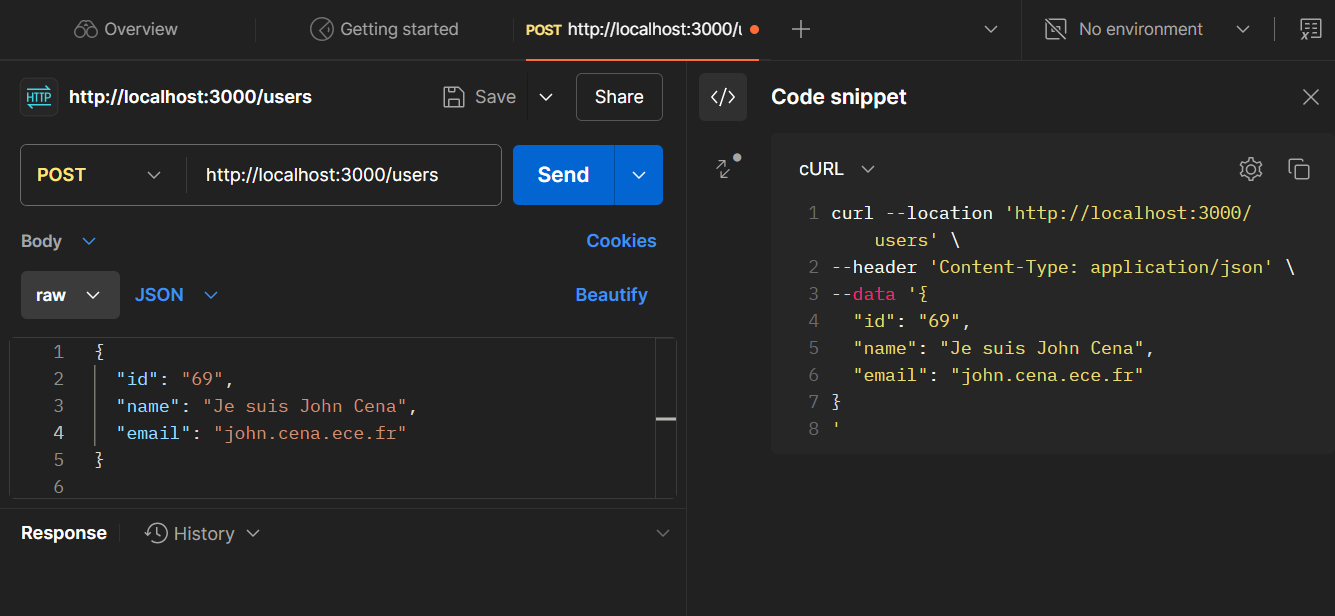 Overview
Getting started
POST http://localhost:3000/u
No environment
HTTP http://localhost:3000/users
Save
Share
POST
http://localhost:3000/users
Send
Body
Cookies
raw
JSON
Beautify
1 {
2 "id": "69",
3 "name": "Je suis John Cena",
4 "email": "john.cena.ece.fr"
5 }
6
Response
History
</> Code snippet
cURL
1 curl --location 'http://localhost:3000/
users' \
2 --header 'Content-Type: application/json' \
3 --data '{
4 "id": "69",
5 "name": "Je suis John Cena",
6 "email": "john.cena.ece.fr"
7 }
8 '